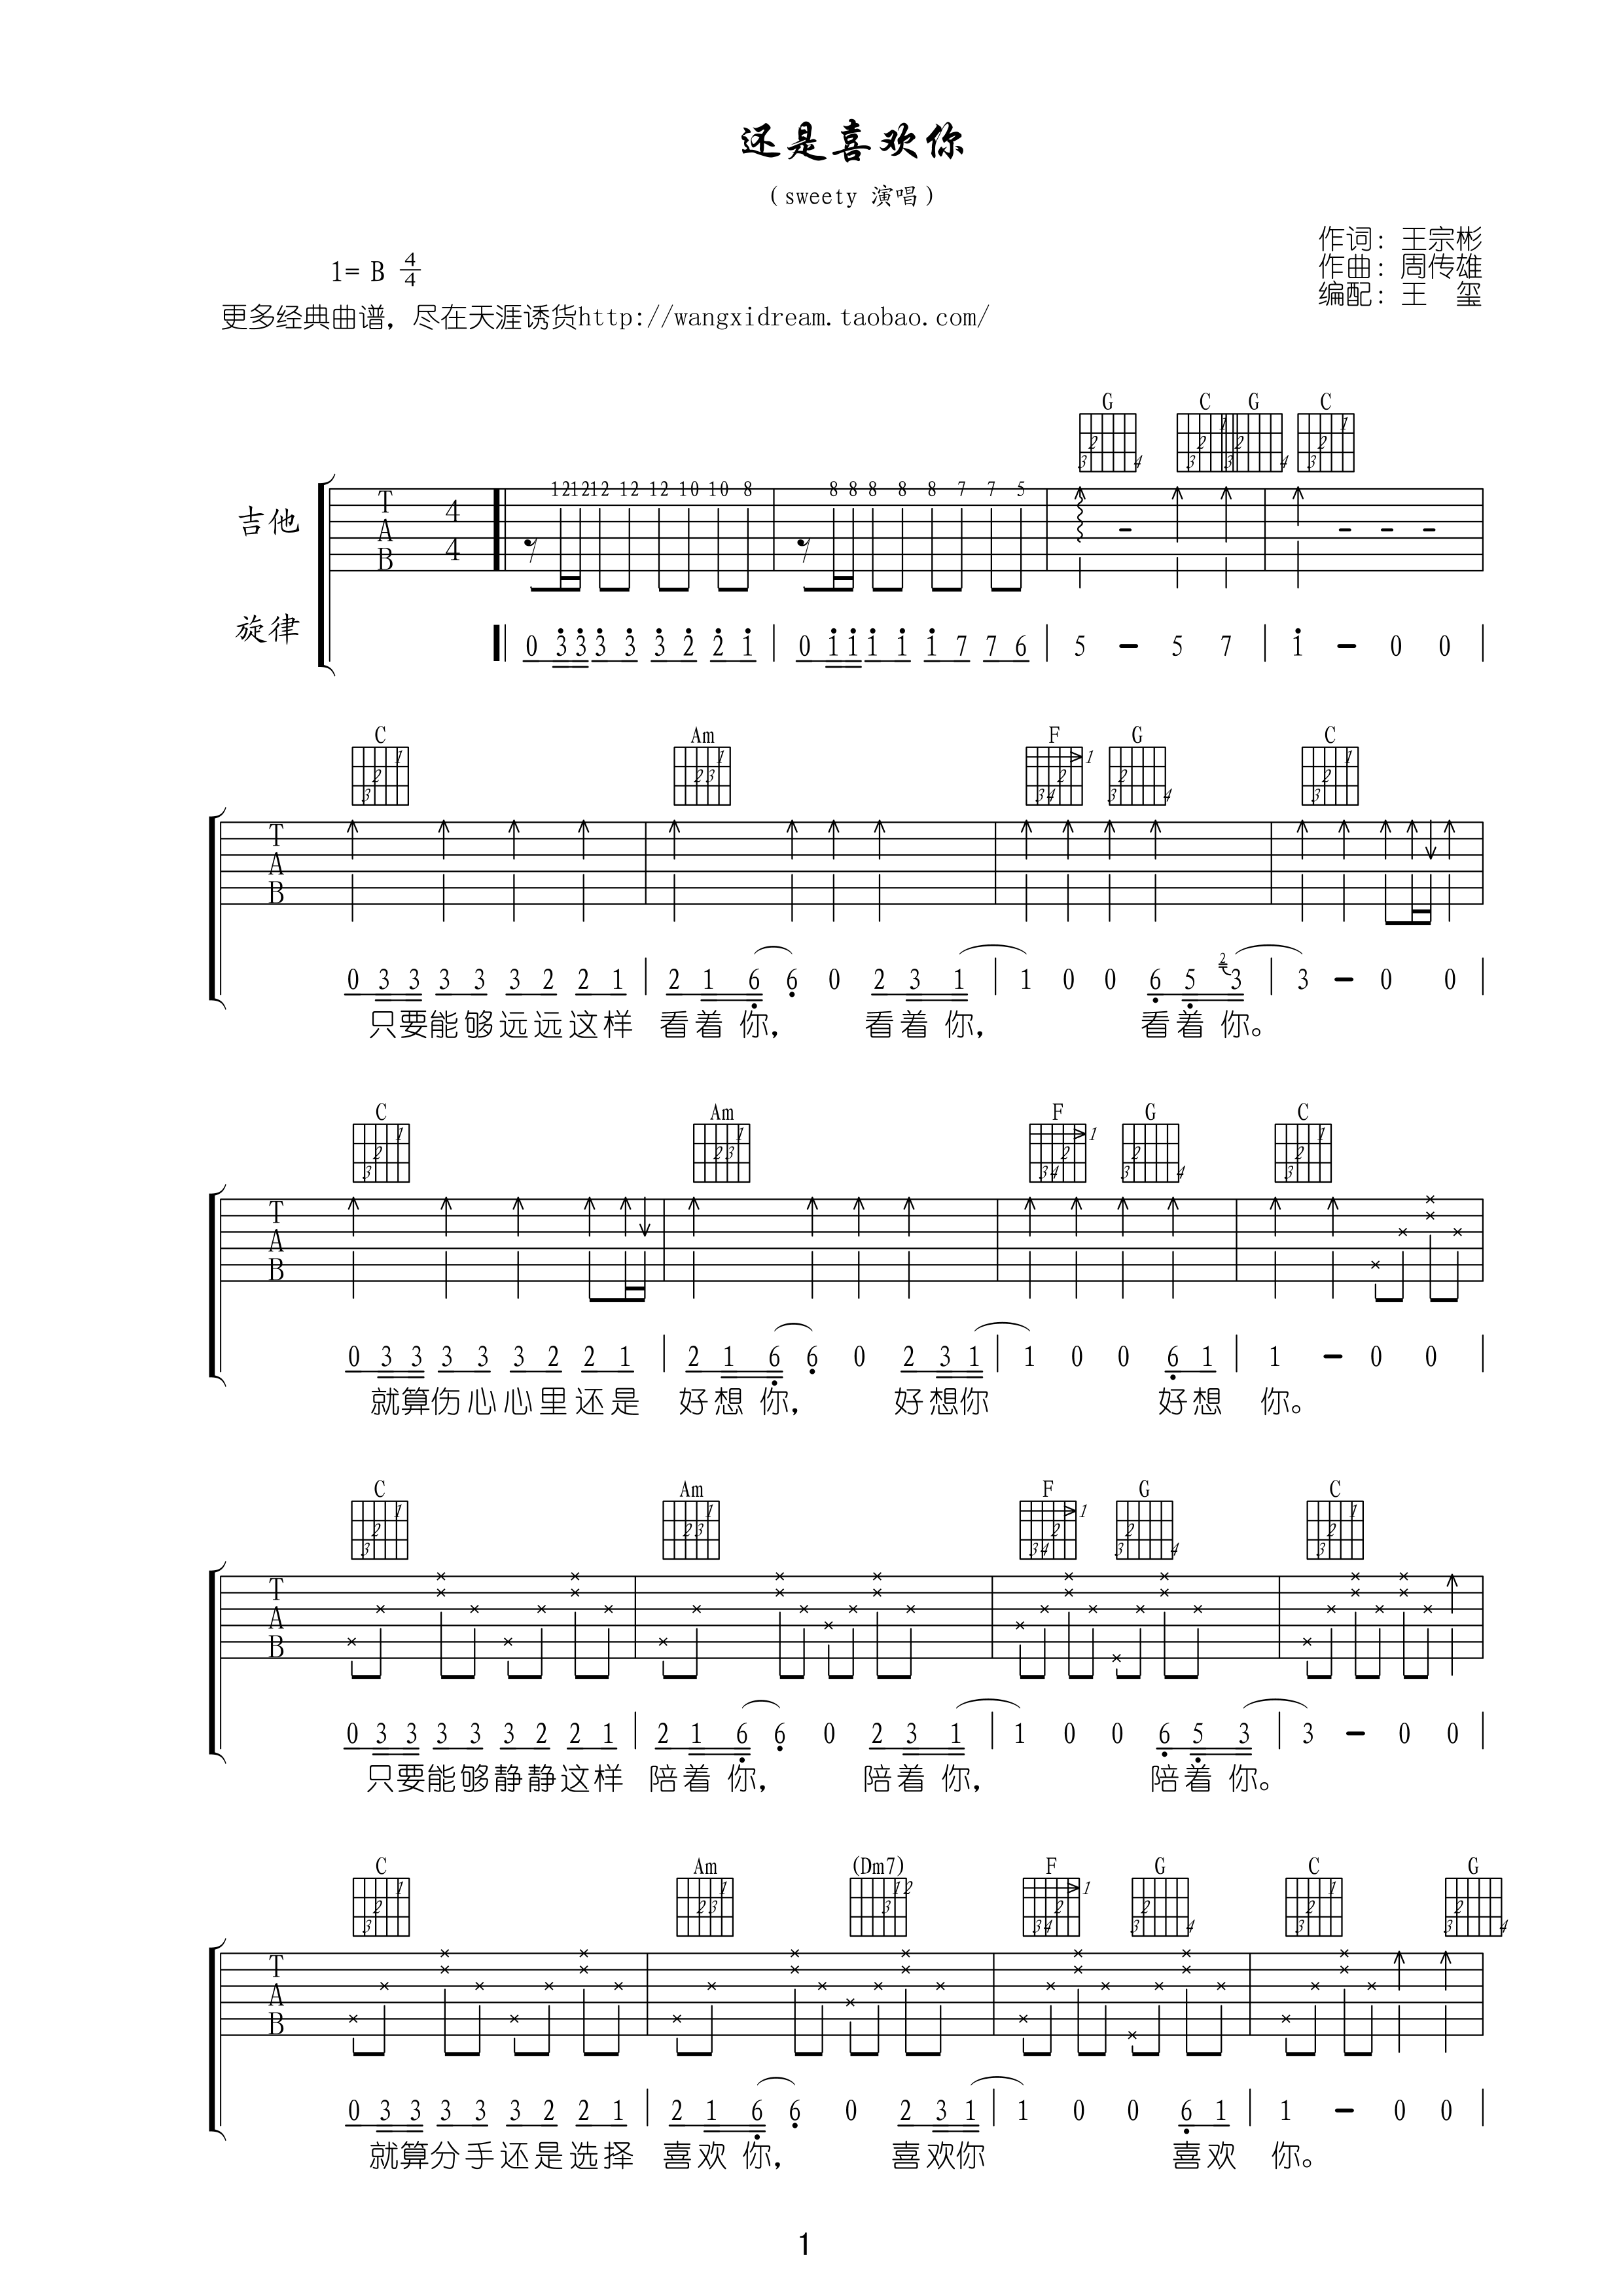 还是喜欢你
(sweety 演唱)
作词：王宗彬
作曲：周传雄
编配：王　玺
1= B 4/4
更多经典曲谱，尽在天涯诱货http://wangxidream.taobao.com/
G C G C
吉他 T A B 4 4 12 12 12 12 12 10 10 8 8 8 8 8 8 7 7 5
旋律 0 3 3 3 3 3 2 2 1 0 1 1 1 1 1 7 7 6 5 - 5 7 1 - 0 0
C Am F G C
T A B
0 3 3 3 3 3 2 2 1 2 1 6 6 0 2 3 1 1 0 0 6 5 2 3 3 - 0 0
只要能够远远这样 看着你， 看着你， 看着你。
C Am F G C
T A B
0 3 3 3 3 3 2 2 1 2 1 6 6 0 2 3 1 1 0 0 6 1 1 - 0 0
就算伤心心里还是 好想你， 好想你 好想 你。
C Am F G C
T A B
0 3 3 3 3 3 2 2 1 2 1 6 6 0 2 3 1 1 0 0 6 5 3 3 - 0 0
只要能够静静这样 陪着你， 陪着你， 陪着你。
C Am (Dm7) F G C G
T A B
0 3 3 3 3 3 2 2 1 2 1 6 6 0 2 3 1 1 0 0 6 1 1 - 0 0
就算分手还是选择 喜欢你， 喜欢你 喜欢 你。
1